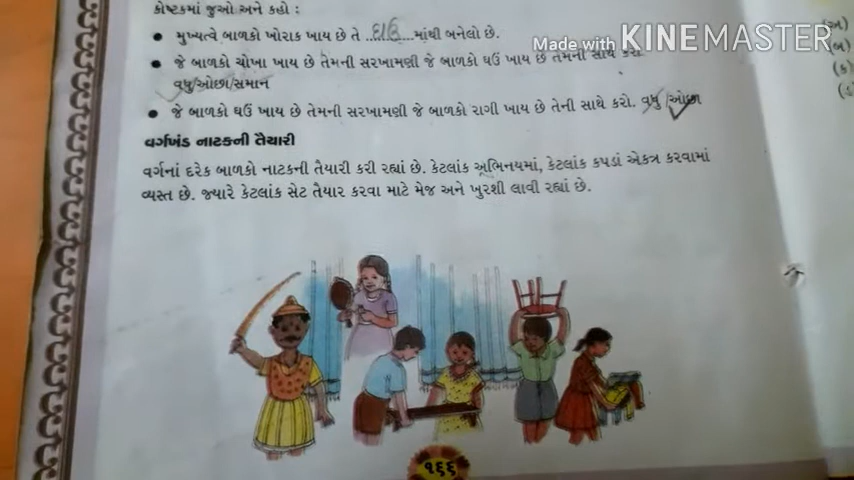 કોષ્ટકમાં જુઓ અને કહો :
• મુખ્યત્વે બાળકો ખોરાક ખાય છે તે ....ઘઉં.... માંથી બનેલો છે.
Made with KINEMASTER
• જે બાળકો ચોખા ખાય છે તેમની સરખામણી જે બાળકો ઘઉં ખાય છે તેમની સાથે કરો.
વધુ/ઓછા/સમાન
• જે બાળકો ઘઉં ખાય છે તેમની સરખામણી જે બાળકો રાગી ખાય છે તેની સાથે કરો. વધુ /ઓછા
વર્ગખંડ નાટકની તૈયારી
વર્ગનાં દરેક બાળકો નાટકની તૈયારી કરી રહ્યાં છે. કેટલાંક અભિનયમાં, કેટલાંક કપડાં એકત્ર કરવામાં
વ્યસ્ત છે. જ્યારે કેટલાંક સેટ તૈયાર કરવા માટે મેજ અને ખુરશી લાવી રહ્યાં છે.
(અ)
(બ)
(ક)
૧૬૬